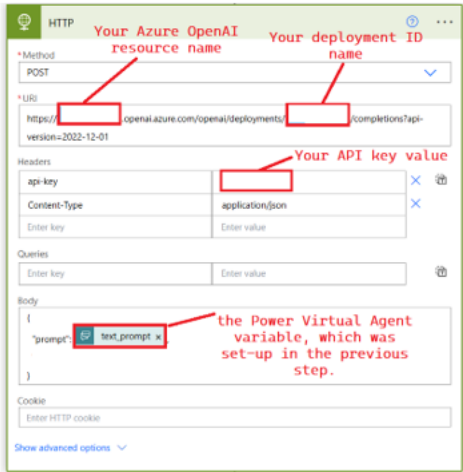 HTTP
Your Azure OpenAI
resource name
Your deployment ID
name
*Method
POST
*URI
https:// .openai.azure.com/openai/deployments/ /completions?api-
version=2022-12-01
Your API key value
Headers
api-key
Content-Type application/json
Enter key Enter value
Queries
Enter key Enter value
Body
{
"prompt": text_prompt x ,
}
the Power Virtual Agent
variable, which was
set-up in the previous
step.
Cookie
Enter HTTP cookie
Show advanced options